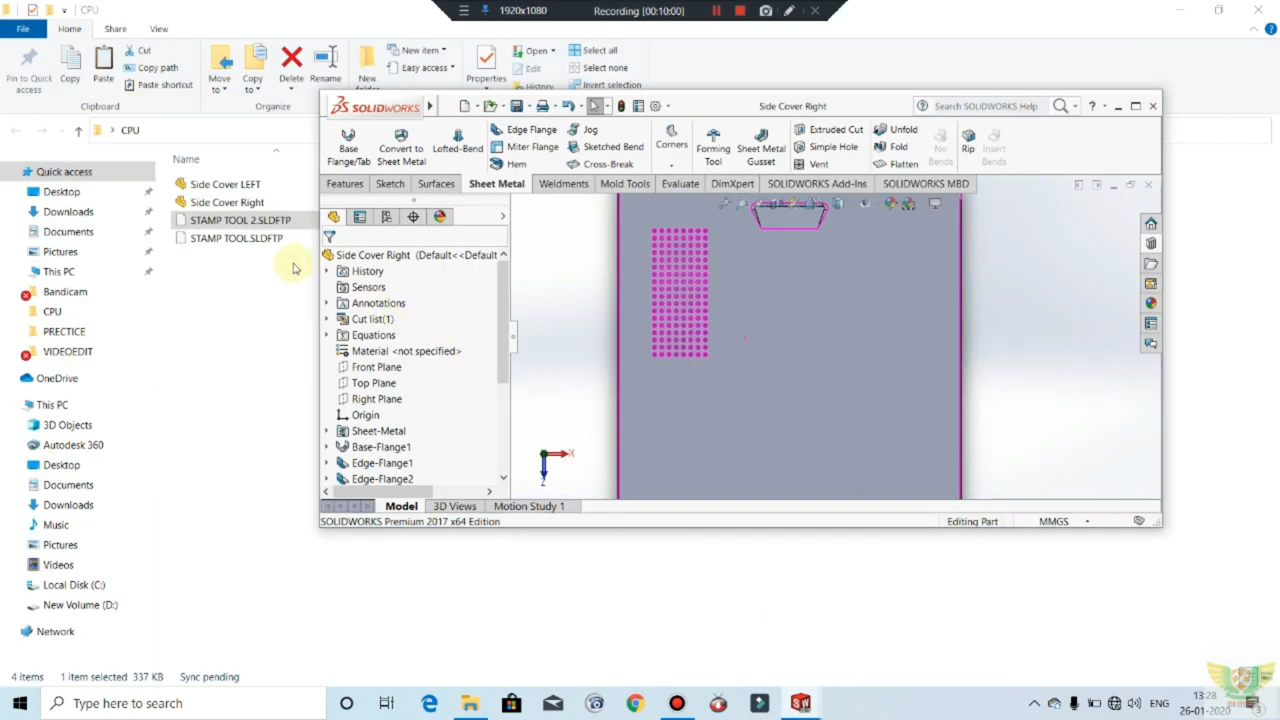 CPU
1920x1080
Recording [00:10:00]
File
Home
Share
View
Pin to Quick access
Copy
Paste
Cut
Copy path
Paste shortcut
Clipboard
Move to
Copy to
Delete
Rename
Organize
New folder
New item
Easy access
Properties
Open
Edit
History
Select all
Select none
Invert selection
CPU
Quick access
Desktop
Downloads
Documents
Pictures
This PC
Bandicam
CPU
PRECTICE
VIDEOEDIT
OneDrive
This PC
3D Objects
Autodesk 360
Desktop
Documents
Downloads
Music
Pictures
Videos
Local Disk (C:)
New Volume (D:)
Network
Name
Side Cover LEFT
Side Cover Right
STAMP TOOL 2.SLDFTP
STAMP TOOL.SLDFTP
4 items
1 item selected 337 KB
Sync pending
SOLIDWORKS
Side Cover Right
Search SOLIDWORKS Help
Base Flange/Tab
Convert to Sheet Metal
Lofted-Bend
Edge Flange
Miter Flange
Hem
Jog
Sketched Bend
Cross-Break
Corners
Forming Tool
Sheet Metal Gusset
Extruded Cut
Simple Hole
Vent
Unfold
Fold
Flatten
No Bends
Rip
Insert Bends
Features
Sketch
Surfaces
Sheet Metal
Weldments
Mold Tools
Evaluate
DimXpert
SOLIDWORKS Add-Ins
SOLIDWORKS MBD
Side Cover Right (Default<<Default
History
Sensors
Annotations
Cut list(1)
Equations
Material <not specified>
Front Plane
Top Plane
Right Plane
Origin
Sheet-Metal
Base-Flange1
Edge-Flange1
Edge-Flange2
X
Z
Model
3D Views
Motion Study 1
SOLIDWORKS Premium 2017 x64 Edition
Editing Part
MMGS
Type here to search
ENG
13:28
26-01-2020
3